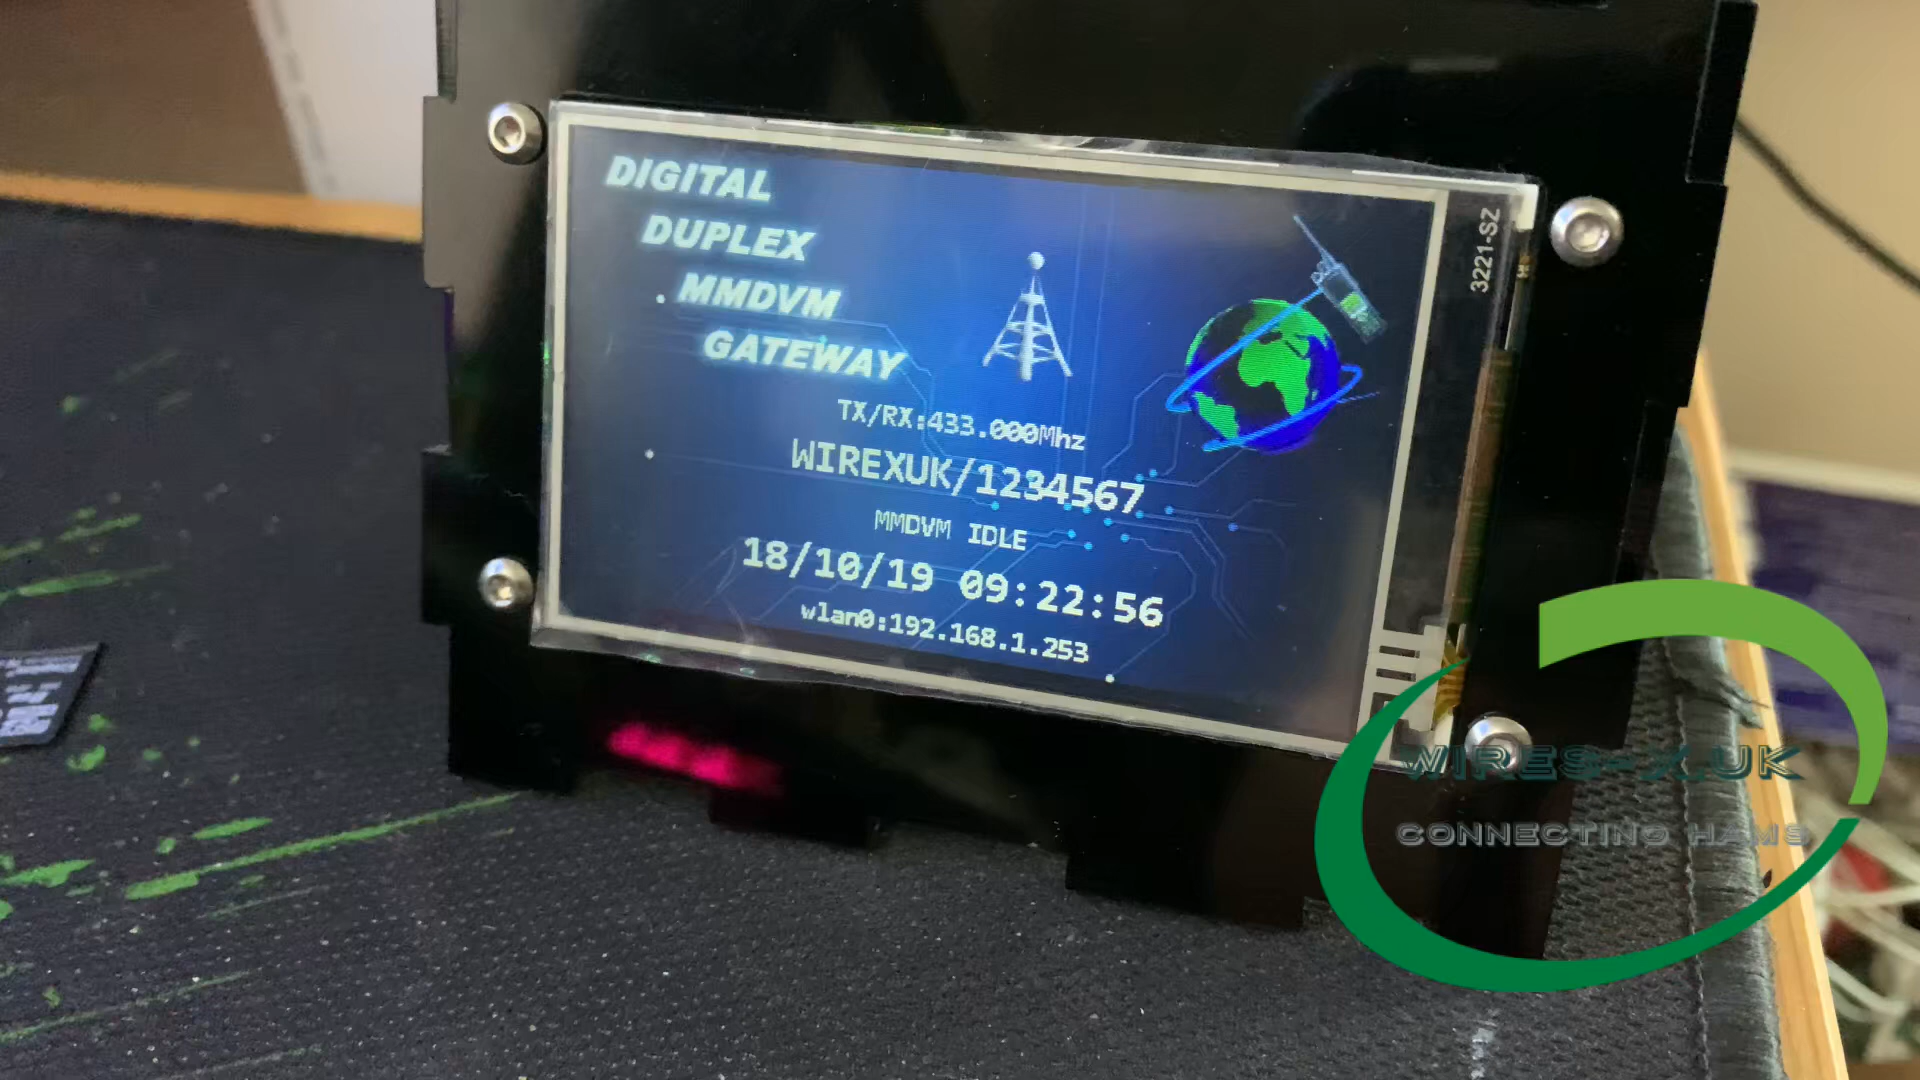 DIGITAL
DUPLEX
MMDVM
GATEWAY
TX/RX:433.000Mhz
WIREXUK/1234567
MMDVM IDLE
18/10/19 09:22:56
wlan0:192.168.1.253
3221-SZ
WIRES-X.UK
CONNECTING HAMS